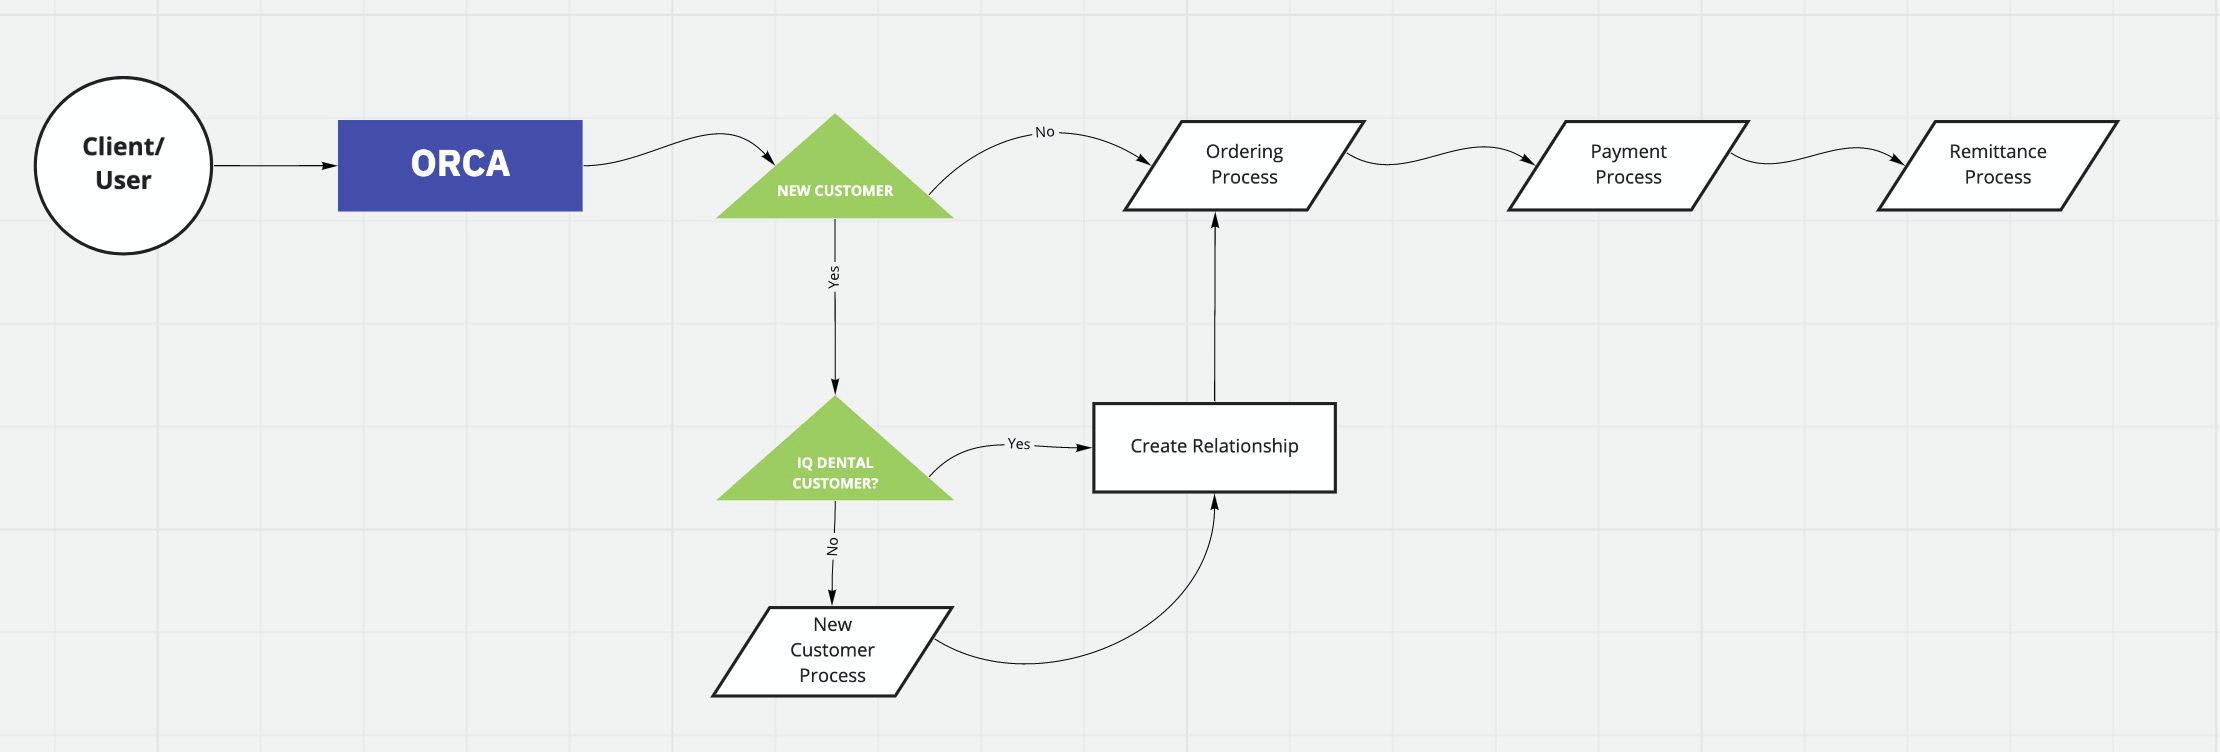 Client/
User
ORCA
NEW CUSTOMER
No
Ordering
Process
Payment
Process
Remittance
Process
Yes
IQ DENTAL
CUSTOMER?
Yes
Create Relationship
No
New
Customer
Process